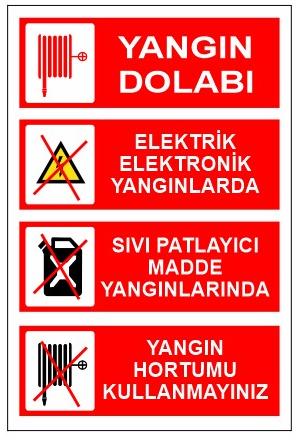 YANGIN
DOLABI
ELEKTRİK
ELEKTRONİK
YANGINLARDA
SIVI PATLAYICI
MADDE
YANGINLARINDA
YANGIN
HORTUMU
KULLANMAYINIZ